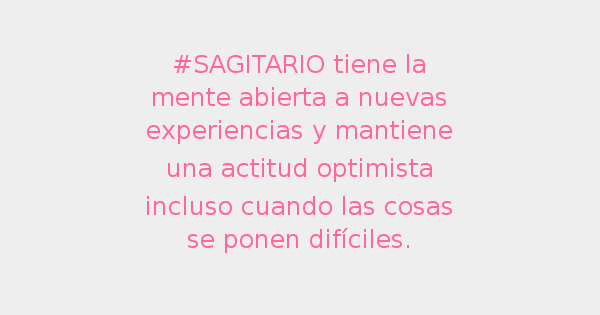 #SAGITARIO tiene la
mente abierta a nuevas
experiencias y mantiene
una actitud optimista
incluso cuando las cosas
se ponen difíciles.